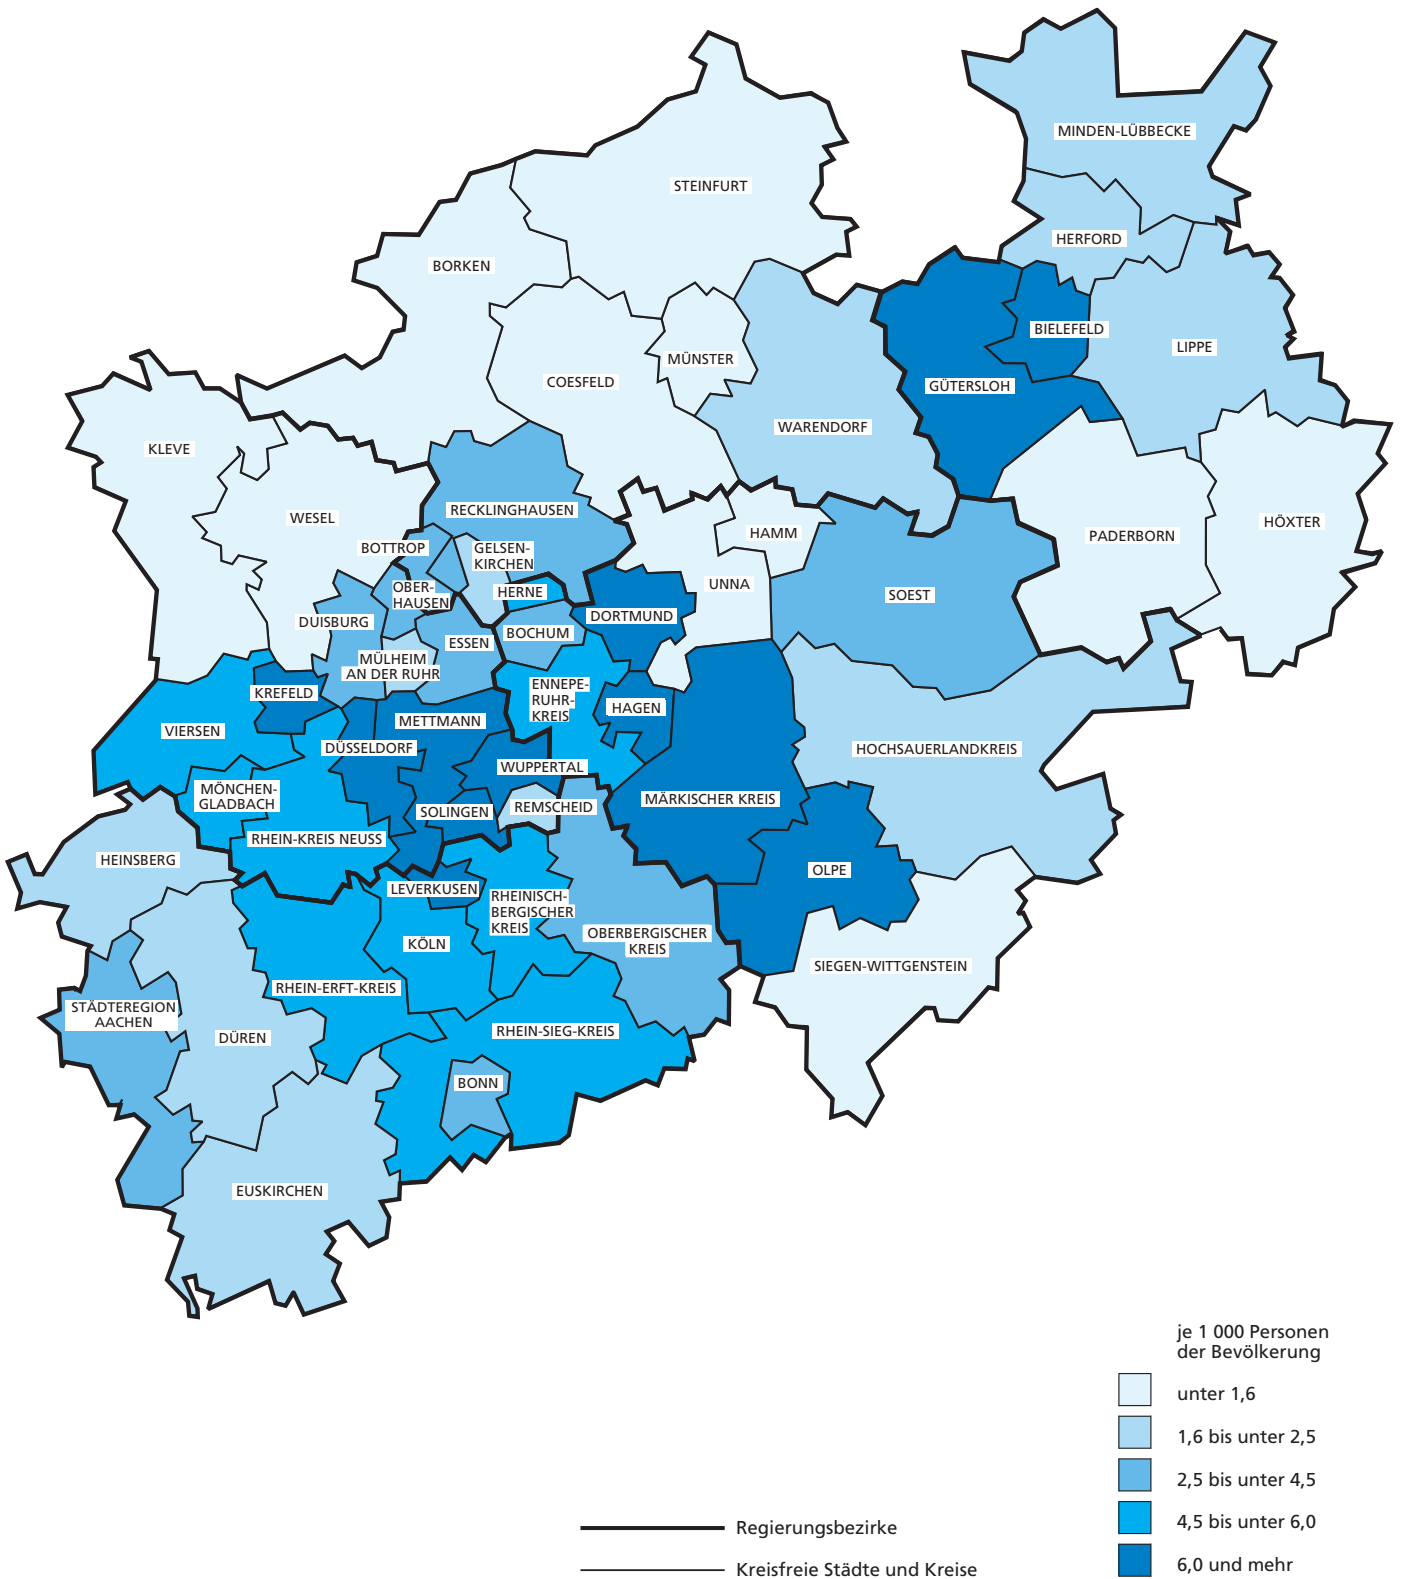 MINDEN-LÜBBECKE
STEINFURT
HERFORD
BORKEN
BIELEFELD
LIPPE
MÜNSTER
COESFELD
GÜTERSLOH
WARENDORF
KLEVE
RECKLINGHAUSEN
WESEL
HÖXTER
HAMM
PADERBORN
BOTTROP
GELSEN-
KIRCHEN
UNNA
OBER-
HAUSEN
HERNE
SOEST
DORTMUND
DUISBURG
BOCHUM
ESSEN
MÜLHEIM
AN DER RUHR
KREFELD
ENNEPE-
RUHR-
KREIS
HAGEN
METTMANN
VIERSEN
DÜSSELDORF
HOCHSAUERLANDKREIS
WUPPERTAL
MÖNCHEN-
GLADBACH
MÄRKISCHER KREIS
REMSCHEID
SOLINGEN
RHEIN-KREIS NEUSS
HEINSBERG
OLPE
LEVERKUSEN
RHEINISCH-
BERGISCHER
KREIS
OBERBERGISCHER
KREIS
KÖLN
SIEGEN-WITTGENSTEIN
RHEIN-ERFT-KREIS
STÄDTEREGION
AACHEN
RHEIN-SIEG-KREIS
DÜREN
BONN
EUSKIRCHEN
je 1 000 Personen
der Bevölkerung
unter 1,6
1,6 bis unter 2,5
2,5 bis unter 4,5
4,5 bis unter 6,0
6,0 und mehr
Regierungsbezirke
Kreisfreie Städte und Kreise